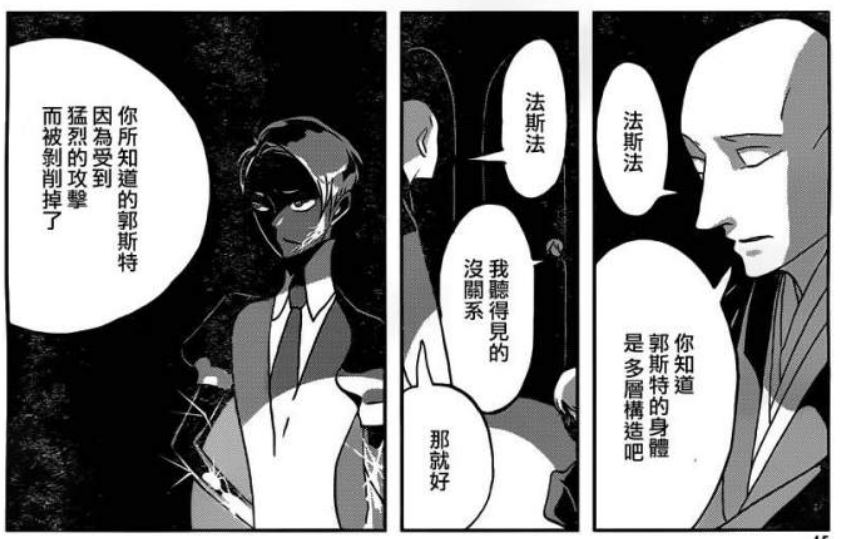 法斯法
你知道
郭斯特的身體
是多層構造吧
法斯法
我聽得見的
沒關系
那就好
你所知道的郭斯特
因為受到
猛烈的攻擊
而被剝削掉了